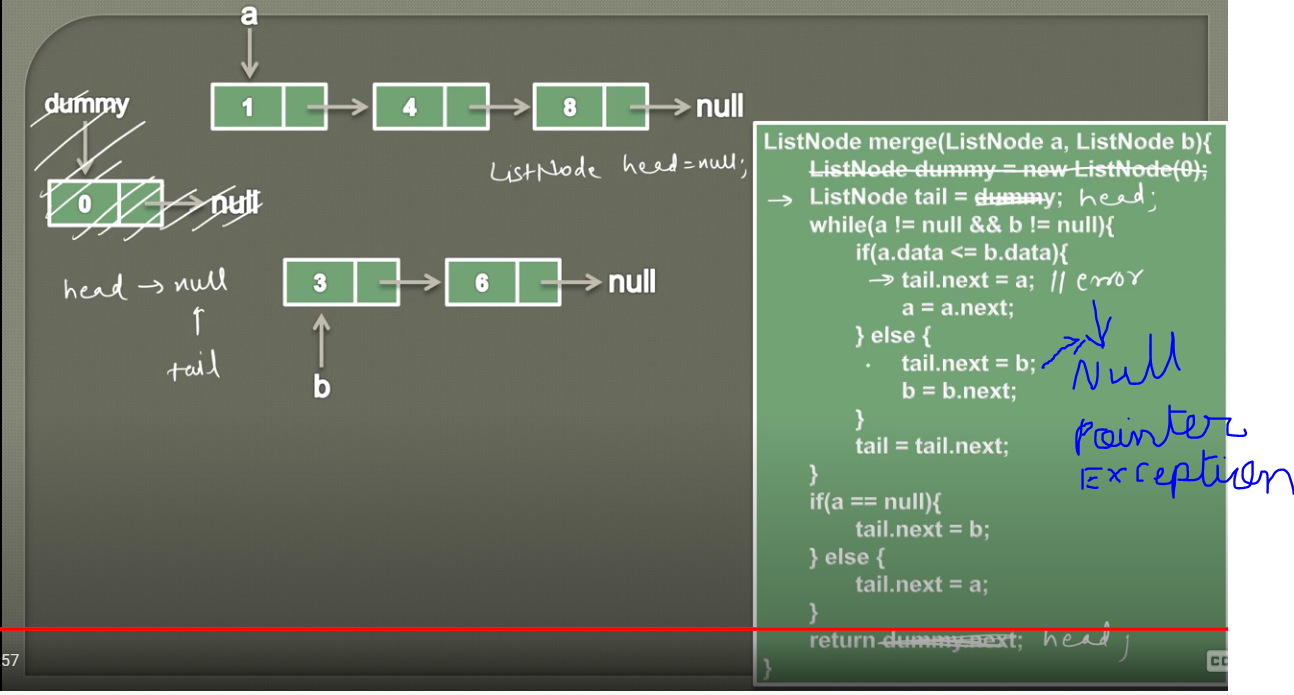 a
dummy
1 4 8 null
ListNode head=null;
0 null
head → null
tail
3 6 null
b
ListNode merge(ListNode a, ListNode b){
ListNode dummy = new ListNode(0);
→ ListNode tail = dummy; head;
while(a != null && b != null){
if(a.data <= b.data){
→ tail.next = a; // error
a = a.next;
} else {
tail.next = b;
b = b.next;
}
tail = tail.next;
}
if(a == null){
tail.next = b;
} else {
tail.next = a;
}
return dummy.next; head;
}
Null
Pointer
Exception
57
CC